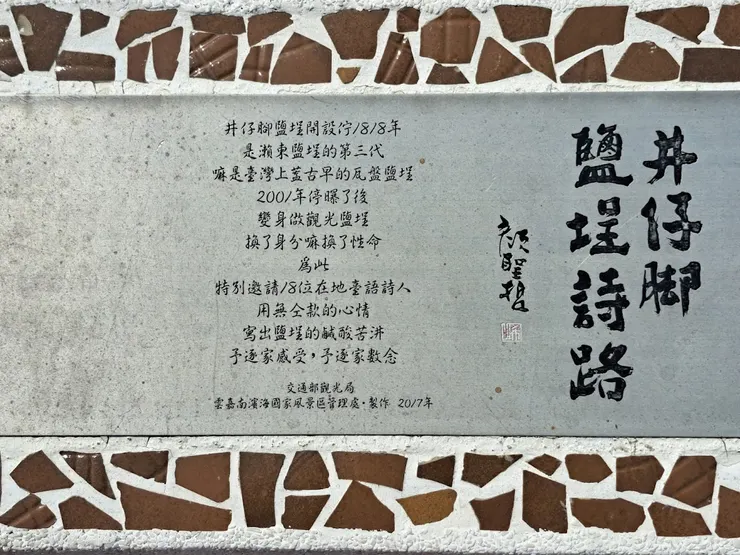 井仔脚
鹽埕詩路
顏聖哲
井仔腳鹽埕開設佇1818年
是瀨東鹽埕的第三代
嘛是臺灣上蓋古早的瓦盤鹽埕
2001年停曝了後
變身做觀光鹽埕
換了身分嘛換了性命
爲此
特別邀請18位在地臺語詩人
用無仝款的心情
寫出鹽埕的鹹酸苦汫
予逐家感受，予逐家數念
交通部觀光局
雲嘉南濱海國家風景區管理處·製作 2017年